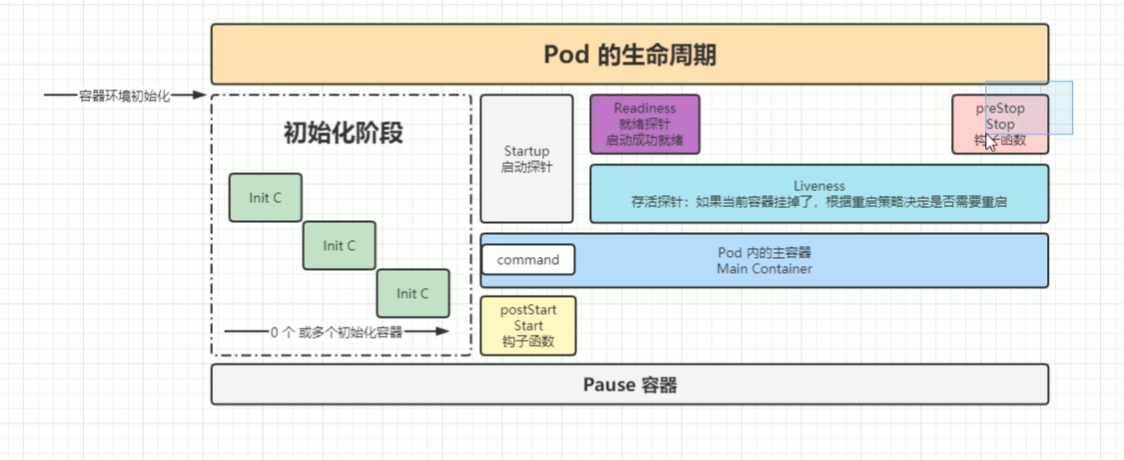 Pod 的生命周期
容器环境初始化
初始化阶段
Init C
Init C
Init C
0 个 或多个初始化容器
Startup
启动探针
Readiness
就绪探针
启动成功就绪
preStop
Stop
钩子函数
Liveness
存活探针：如果当前容器挂掉了，根据重启策略决定是否需要重启
command
Pod 内的主容器
Main Container
postStart
Start
钩子函数
Pause 容器